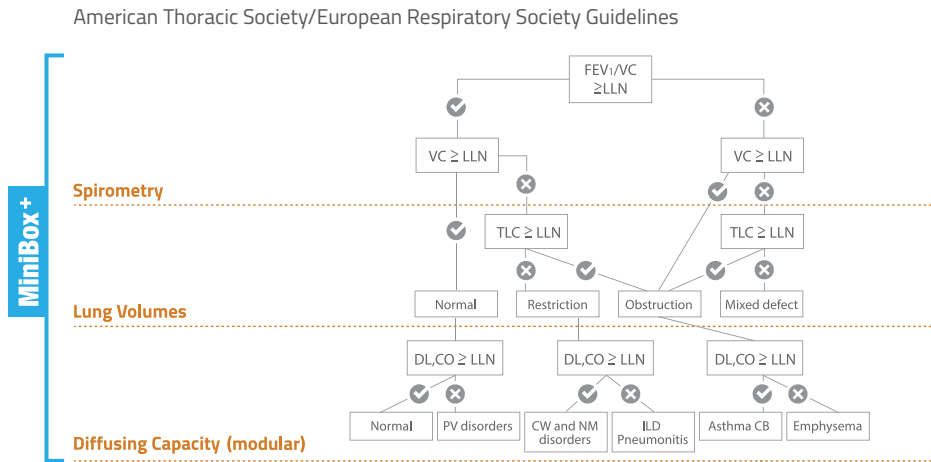 American Thoracic Society/European Respiratory Society Guidelines
MiniBox+
FEV1/VC
≥LLN
VC ≥ LLN
VC ≥ LLN
Spirometry
TLC ≥ LLN
TLC ≥ LLN
Normal
Restriction
Obstruction
Mixed defect
Lung Volumes
DL,CO ≥ LLN
DL,CO ≥ LLN
DL,CO ≥ LLN
Normal
PV disorders
CW and NM
disorders
ILD
Pneumonitis
Asthma CB
Emphysema
Diffusing Capacity (modular)